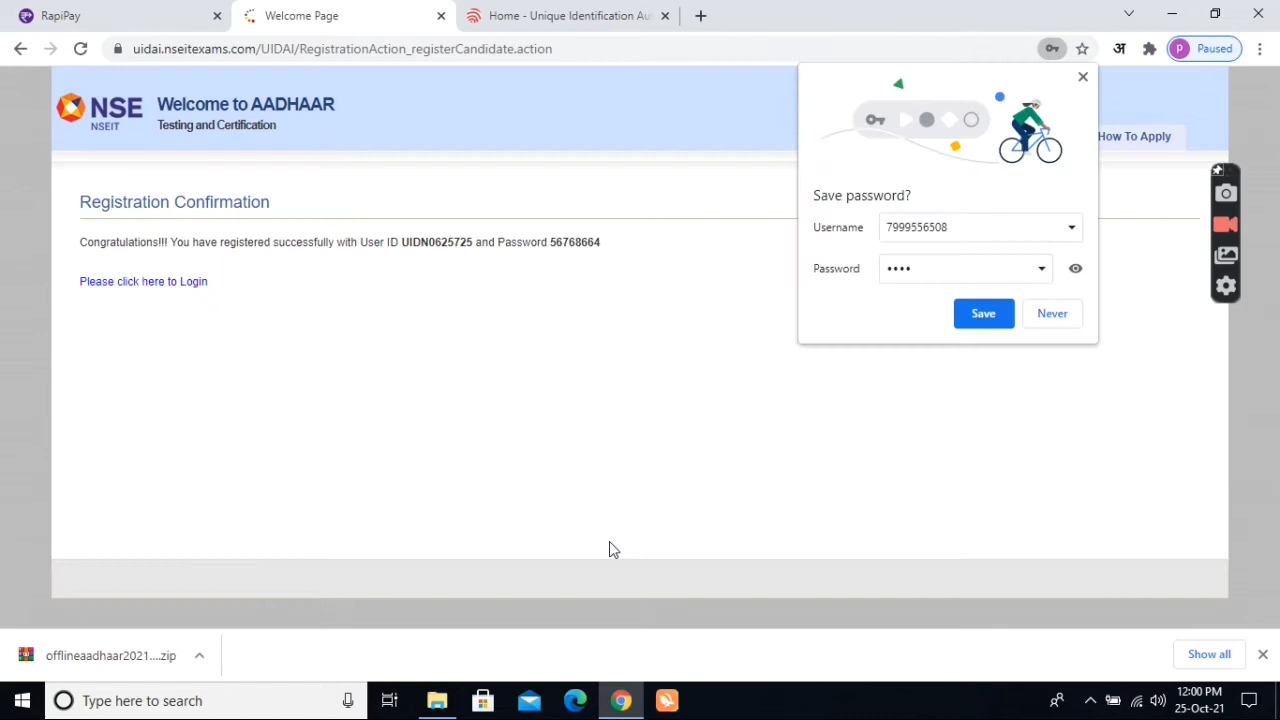 RapiPay
Welcome Page
Home - Unique Identification Au
uidai.nseitexams.com/UIDAI/RegistrationAction_registerCandidate.action
अ
P
Paused
NSE
NSEIT
Welcome to AADHAAR
Testing and Certification
How To Apply
Registration Confirmation
Congratulations!!! You have registered successfully with User ID UIDN0625725 and Password 56768664
Please click here to Login
Save password?
Username 7999556508
Password ••••
Save Never
offlineaadhaar2021....zip
Show all
Type here to search
12:00 PM
25-Oct-21